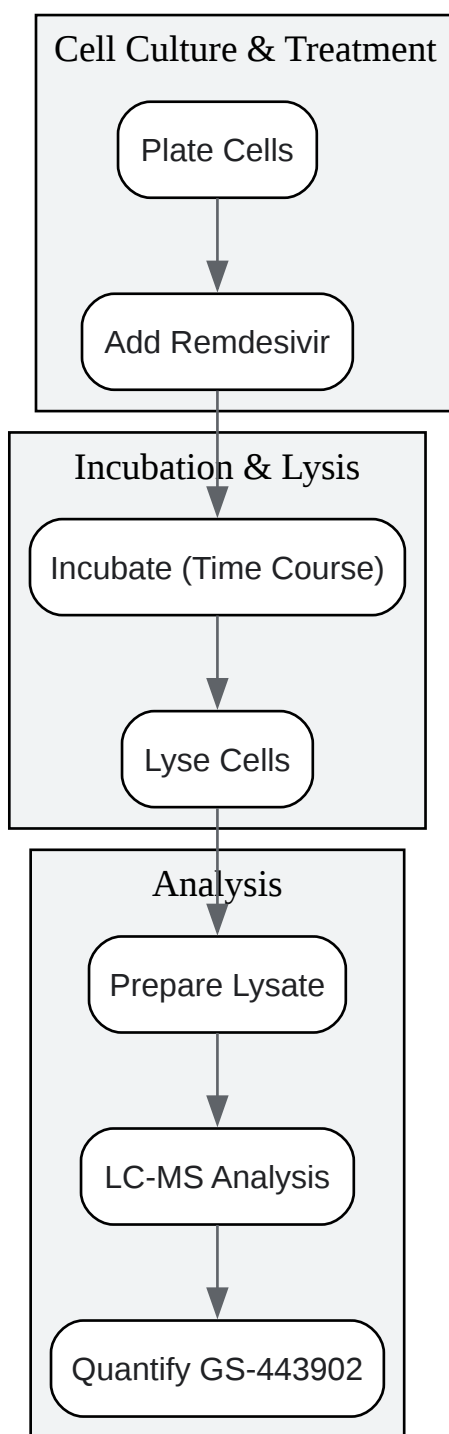 Cell Culture & Treatment
Plate Cells
Add Remdesivir
Incubation & Lysis
Incubate (Time Course)
Lyse Cells
Analysis
Prepare Lysate
LC-MS Analysis
Quantify GS-443902